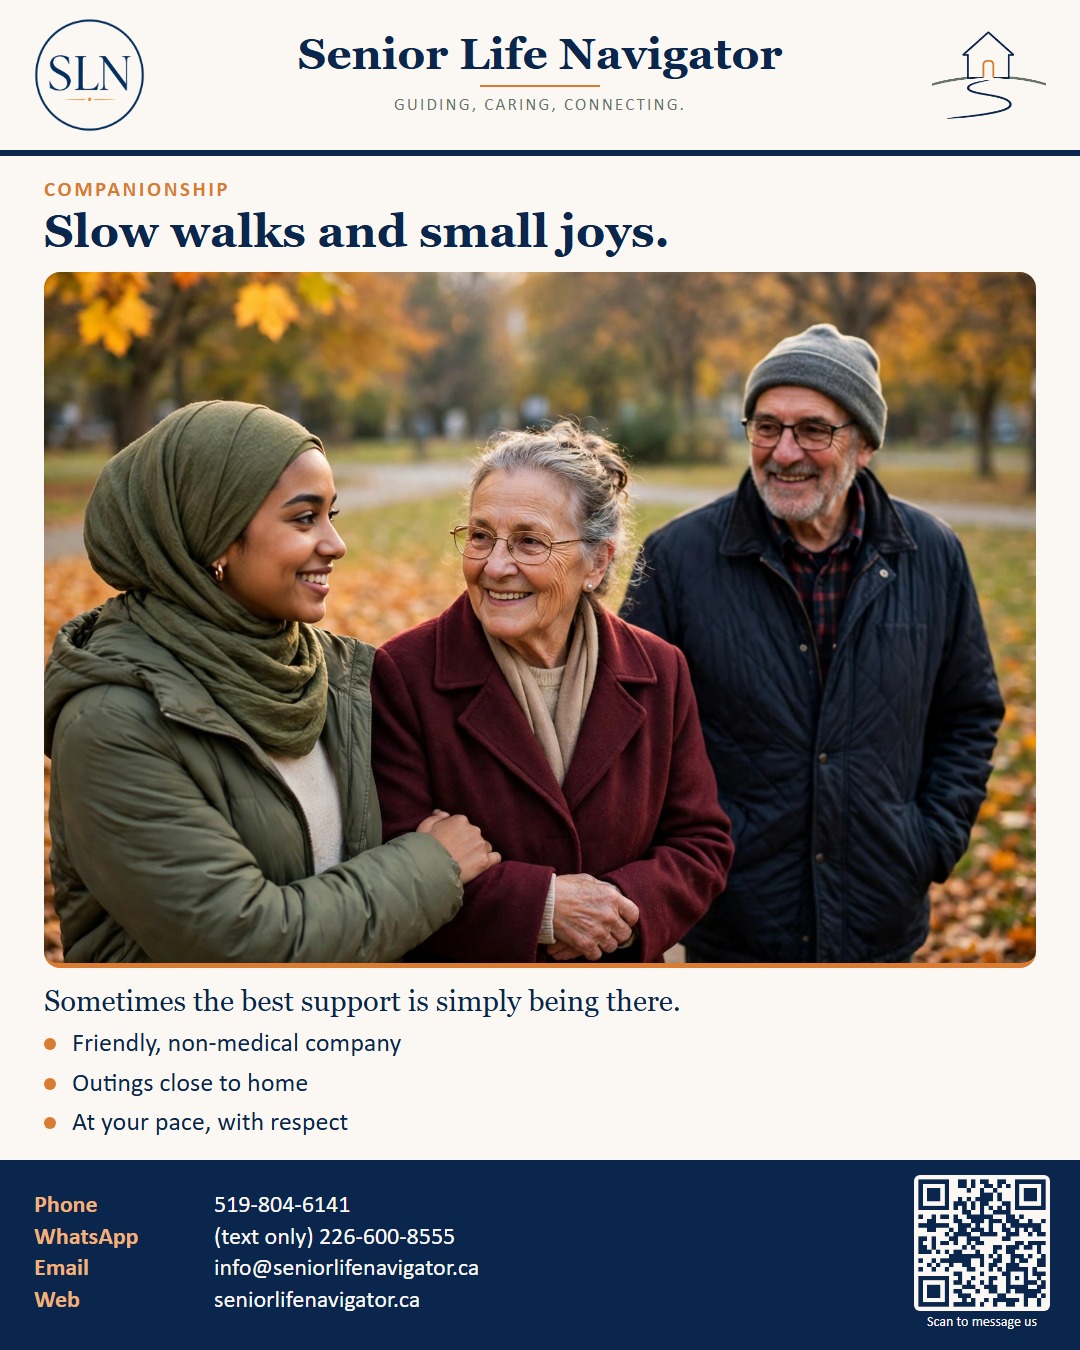 SLN
Senior Life Navigator
GUIDING, CARING, CONNECTING.
COMPANIONSHIP
Slow walks and small joys.
Sometimes the best support is simply being there.
Friendly, non-medical company
Outings close to home
At your pace, with respect
Phone 519-804-6141
WhatsApp (text only) 226-600-8555
Email info@seniorlifenavigator.ca
Web seniorlifenavigator.ca
Scan to message us